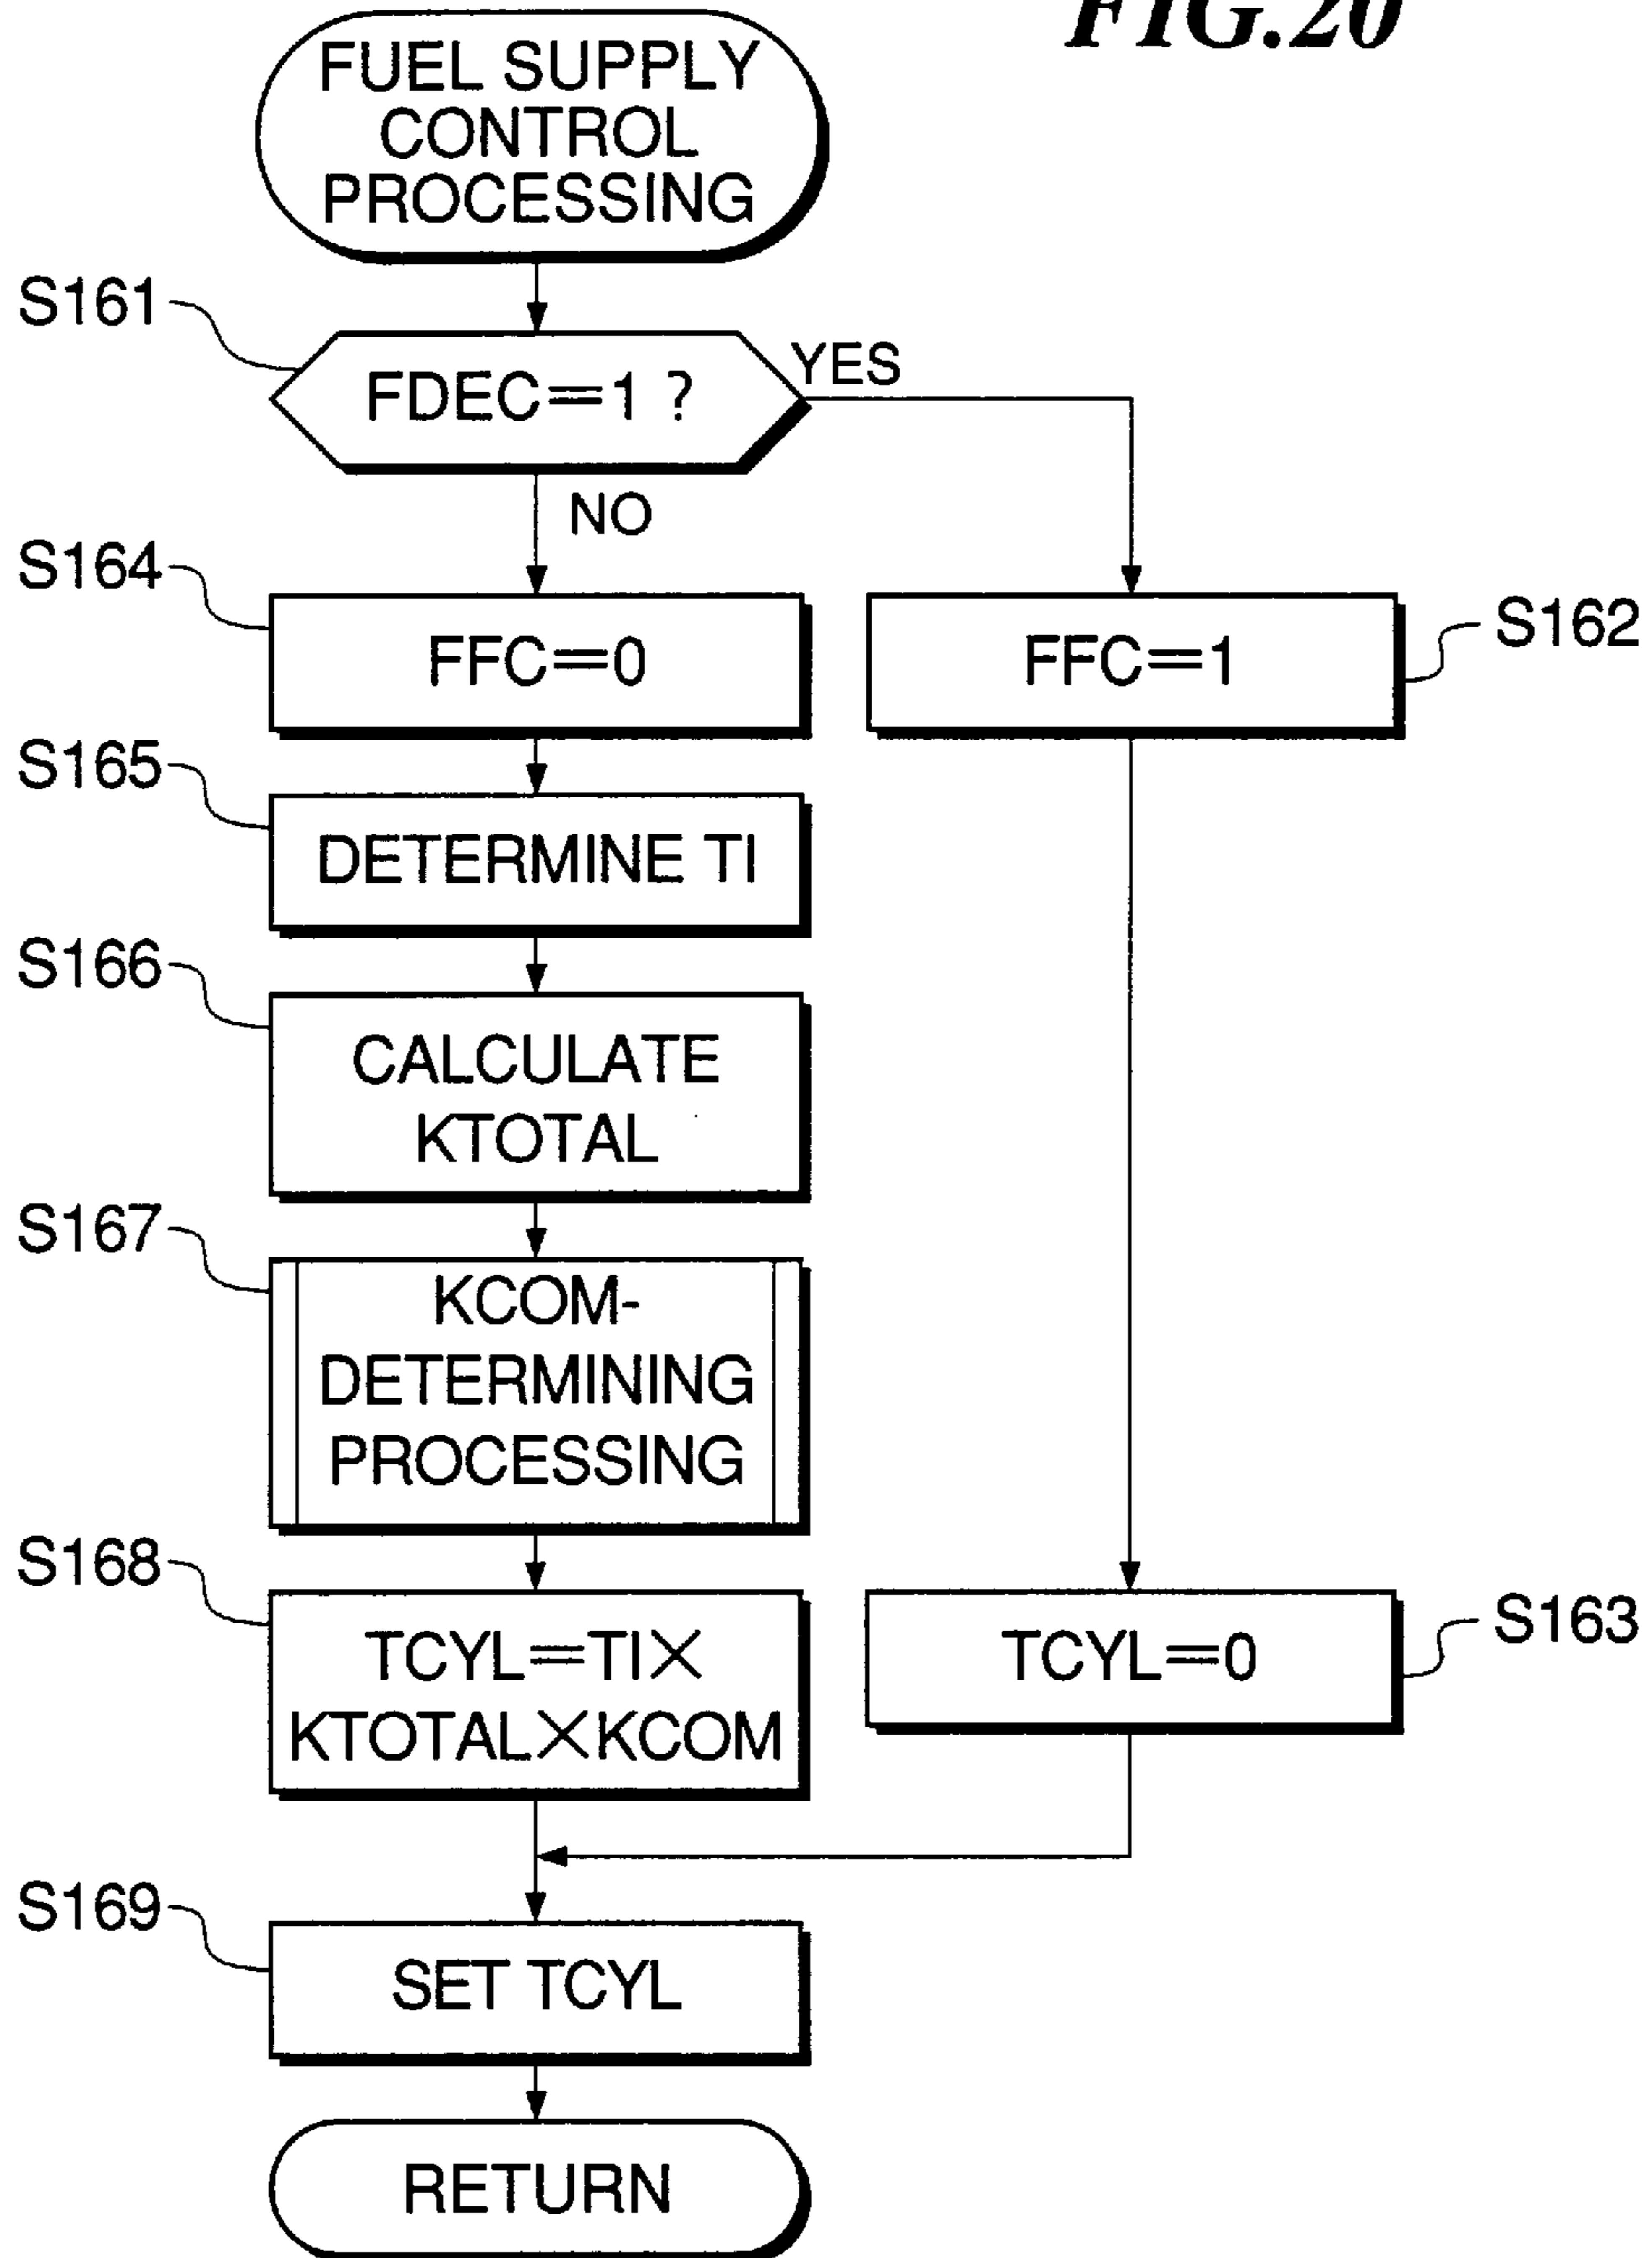 FIG.20
FUEL SUPPLY
CONTROL
PROCESSING
S161
FDEC=1 ?
YES
NO
S164
FFC=0
FFC=1
S162
S165
DETERMINE TI
S166
CALCULATE
KTOTAL
S167
KCOM-
DETERMINING
PROCESSING
S168
TCYL=TI×
KTOTAL×KCOM
TCYL=0
S163
S169
SET TCYL
RETURN